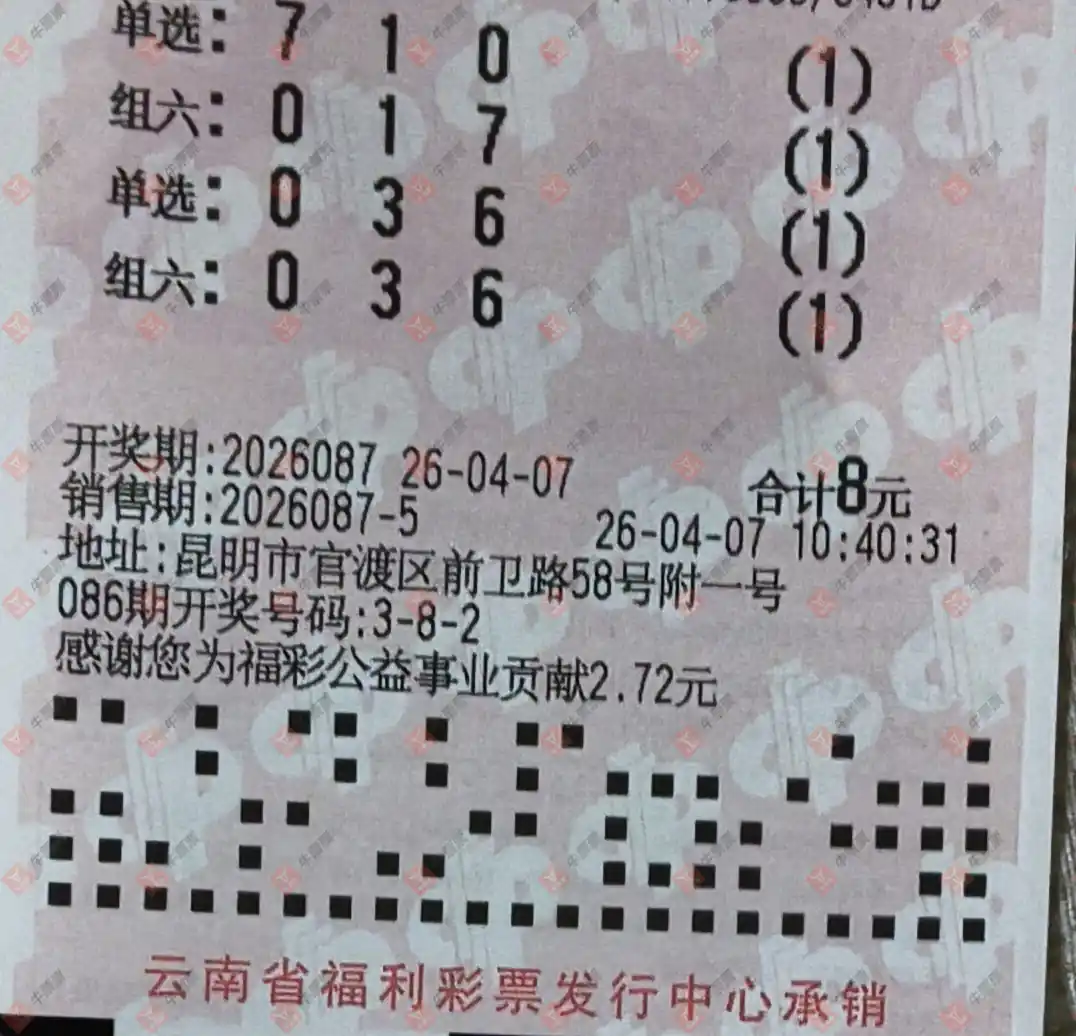 单选: 7 1 0 (1)
组六: 0 1 7 (1)
单选: 0 3 6 (1)
组六: 0 3 6 (1)
开奖期:2026087 26-04-07 合计8元
销售期:2026087-5 26-04-07 10:40:31
地址:昆明市官渡区前卫路58号附一号
086期开奖号码:3-8-2
感谢您为福彩公益事业贡献2.72元
云南省福利彩票发行中心承销